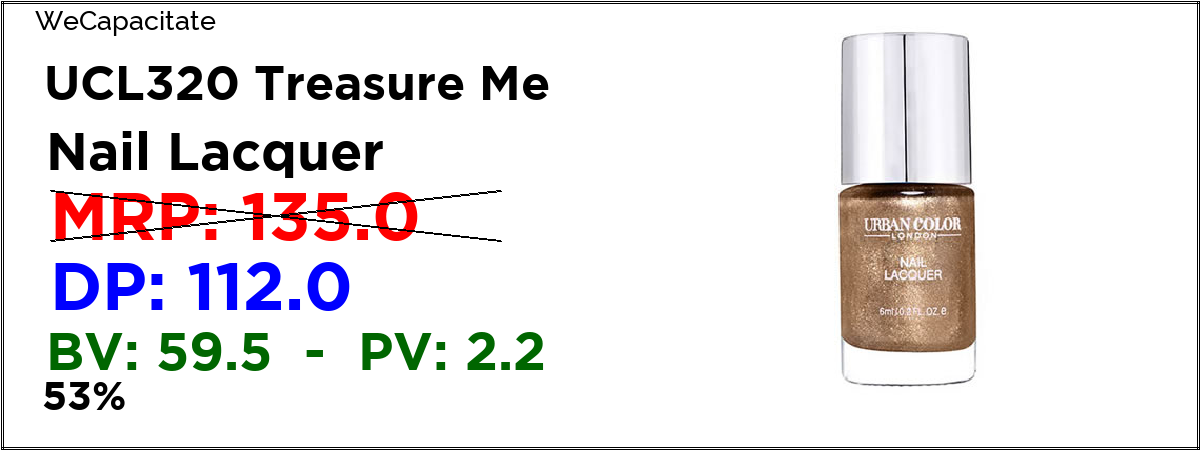 WeCapacitate
UCL320 Treasure Me
Nail Lacquer
MRP: 135.0
DP: 112.0
BV: 59.5 - PV: 2.2
53%
URBAN COLOR
LONDON
NAIL
LACQUER
6ml / 0.2 FL. OZ. e